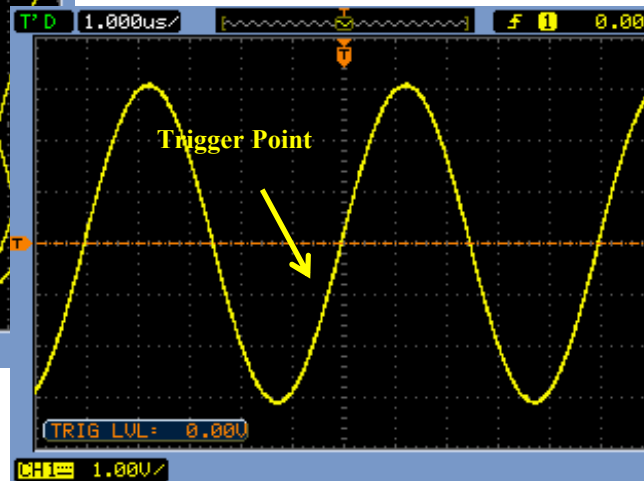 T'D 1.000us/ T 1 0.00
T
Trigger Point
T
TRIG LVL= 0.00V
CH1 1.00V/